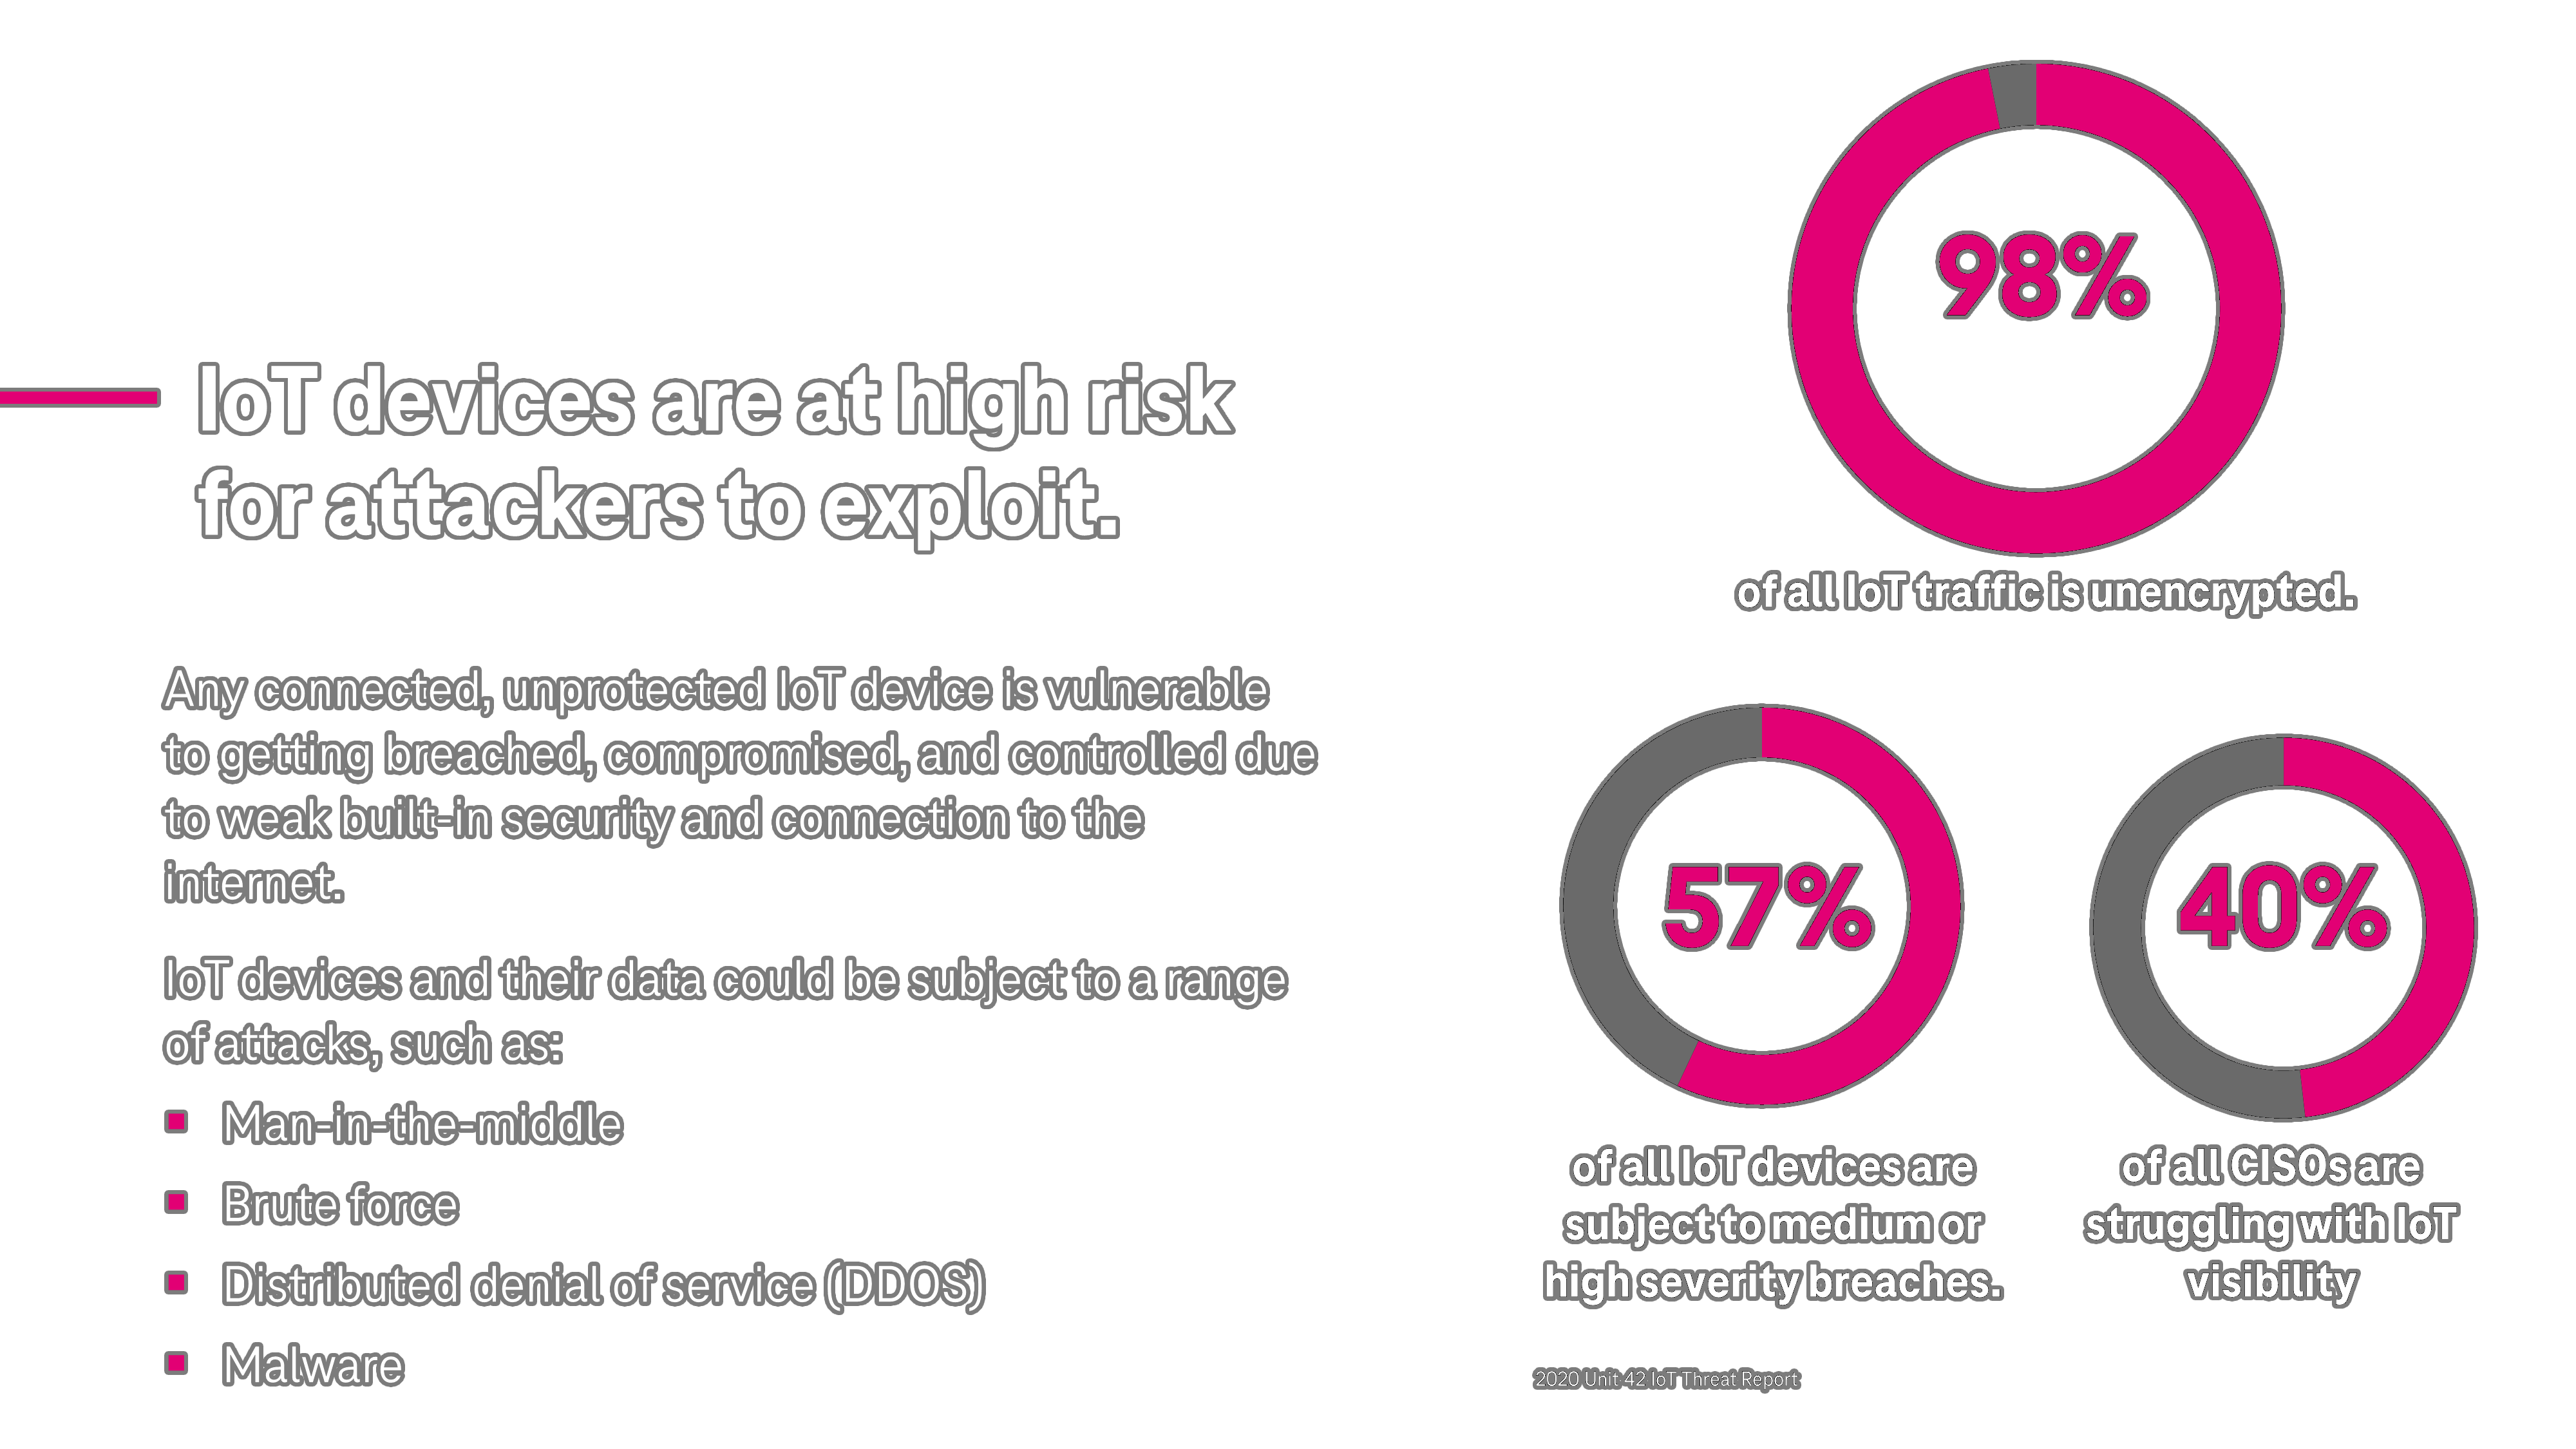 IoT devices are at high risk
for attackers to exploit.
Any connected, unprotected IoT device is vulnerable
to getting breached, compromised, and controlled due
to weak built-in security and connection to the
internet.
IoT devices and their data could be subject to a range
of attacks, such as:
Man-in-the-middle
Brute force
Distributed denial of service (DDOS)
Malware
98%
of all IoT traffic is unencrypted.
57%
of all IoT devices are
subject to medium or
high severity breaches.
40%
of all CISOs are
struggling with IoT
visibility
2020 Unit 42 IoT Threat Report